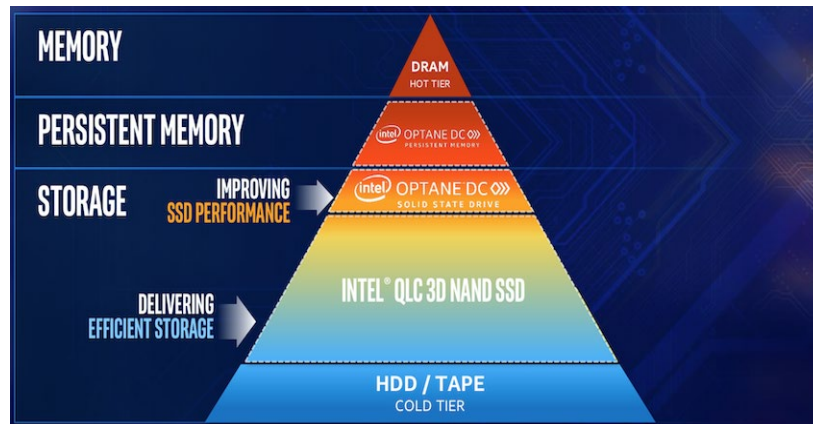 MEMORY
DRAM
HOT TIER
PERSISTENT MEMORY
intel OPTANE DC
PERSISTENT MEMORY
STORAGE
IMPROVING
SSD PERFORMANCE
intel OPTANE DC
SOLID STATE DRIVE
INTEL® QLC 3D NAND SSD
DELIVERING
EFFICIENT STORAGE
HDD / TAPE
COLD TIER